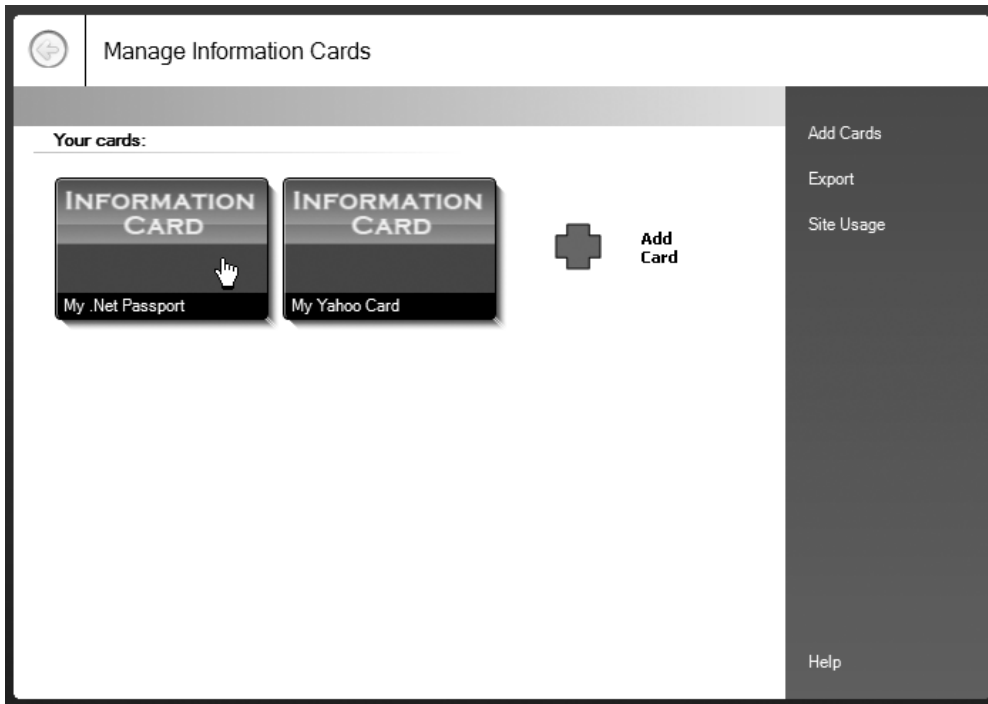 Manage Information Cards
Your cards:
INFORMATION
CARD
My .Net Passport
INFORMATION
CARD
My Yahoo Card
Add
Card
Add Cards
Export
Site Usage
Help